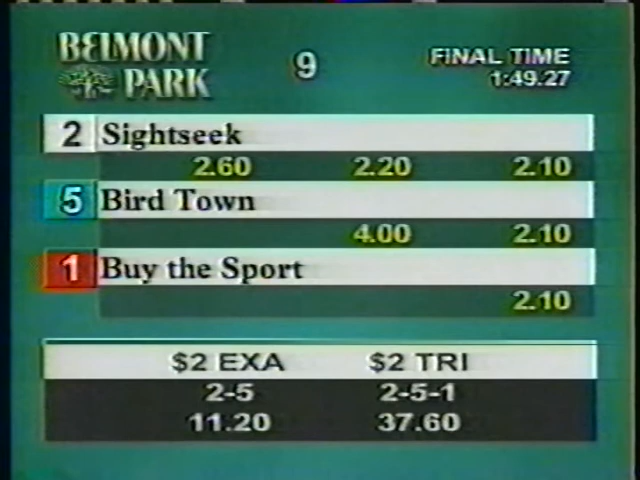 BELMONT PARK
9
FINAL TIME
1:49.27
2 Sightseek
2.60 2.20 2.10
5 Bird Town
4.00 2.10
1 Buy the Sport
2.10
$2 EXA $2 TRI
2-5 2-5-1
11.20 37.60